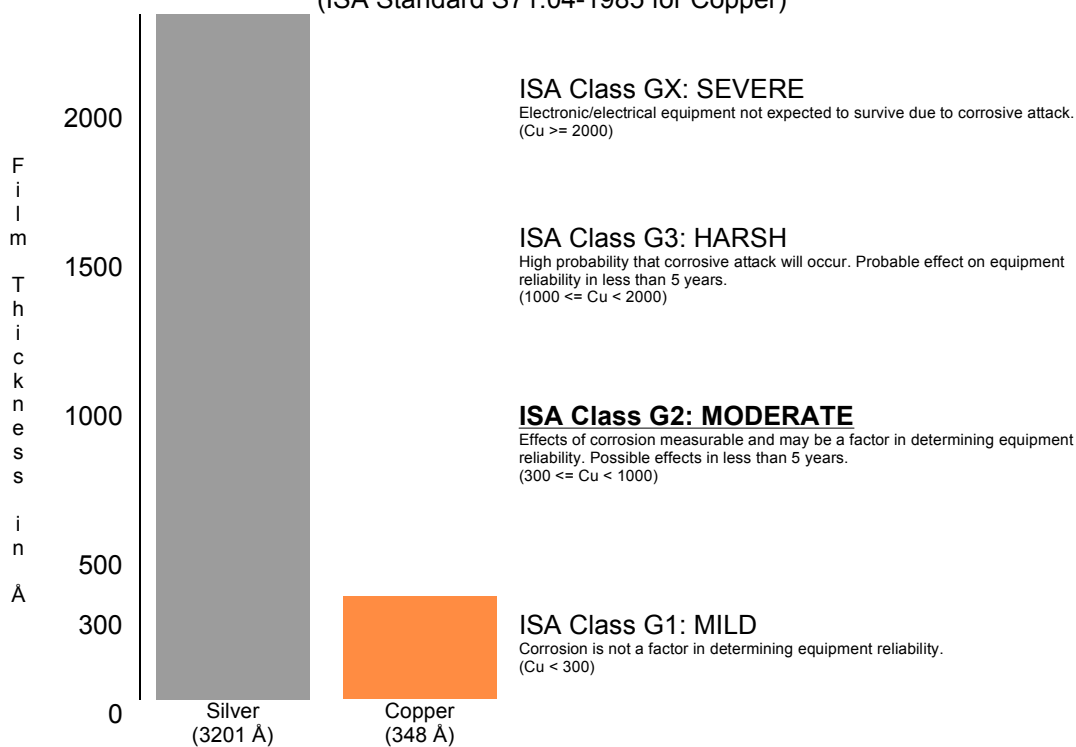 (ISA Standard S71.04-1985 for Copper)
Film Thickness in Å
2000
1500
1000
500
300
0
ISA Class GX: SEVERE
Electronic/electrical equipment not expected to survive due to corrosive attack.
(Cu >= 2000)
ISA Class G3: HARSH
High probability that corrosive attack will occur. Probable effect on equipment
reliability in less than 5 years.
(1000 <= Cu < 2000)
ISA Class G2: MODERATE
Effects of corrosion measurable and may be a factor in determining equipment
reliability. Possible effects in less than 5 years.
(300 <= Cu < 1000)
ISA Class G1: MILD
Corrosion is not a factor in determining equipment reliability.
(Cu < 300)
Silver
(3201 Å)
Copper
(348 Å)